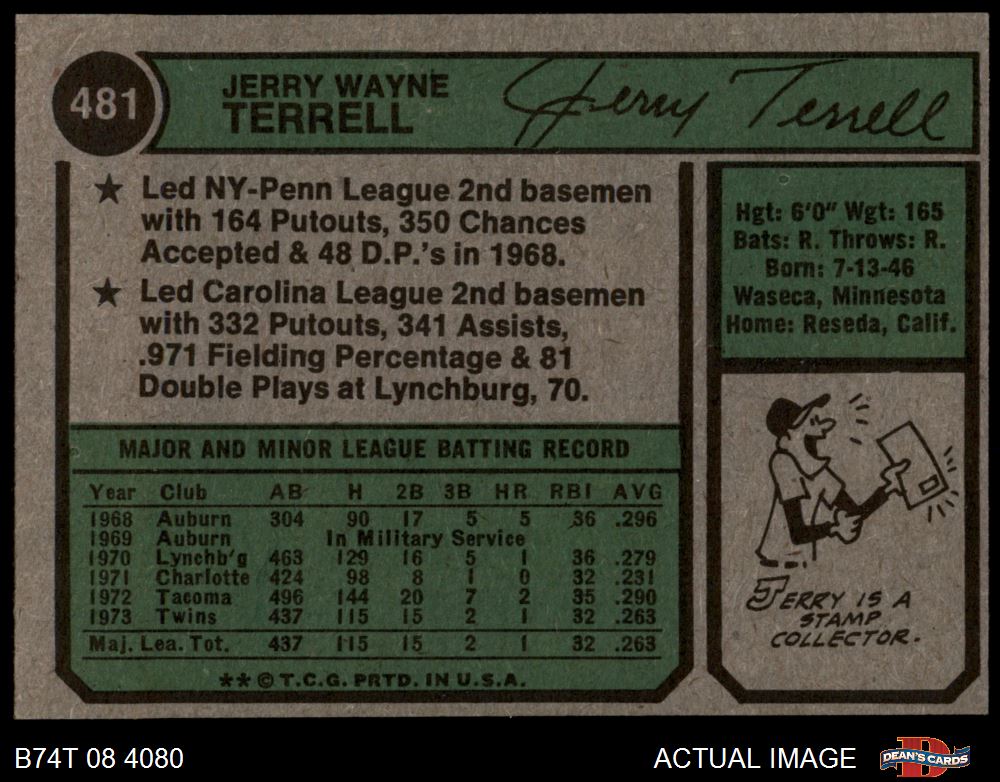 481
JERRY WAYNE
TERRELL
Jerry Terrell
★ Led NY-Penn League 2nd basemen
with 164 Putouts, 350 Chances
Accepted & 48 D.P.'s in 1968.
★ Led Carolina League 2nd basemen
with 332 Putouts, 341 Assists,
.971 Fielding Percentage & 81
Double Plays at Lynchburg, 70.
Hgt: 6'0" Wgt: 165
Bats: R. Throws: R.
Born: 7-13-46
Waseca, Minnesota
Home: Reseda, Calif.
MAJOR AND MINOR LEAGUE BATTING RECORD
Year Club AB H 2B 3B HR RBI AVG
1968 Auburn 304 90 17 5 5 36 .296
1969 Auburn In Military Service
1970 Lynchb'g 463 129 16 5 1 36 .279
1971 Charlotte 424 98 8 1 0 32 .231
1972 Tacoma 496 144 20 7 2 35 .290
1973 Twins 437 115 15 2 1 32 .263
Maj. Lea. Tot. 437 115 15 2 1 32 .263
** © T.C.G. PRTD. IN U.S.A.
JERRY IS A
STAMP
COLLECTOR.
B74T 08 4080
ACTUAL IMAGE
DEAN'S CARDS